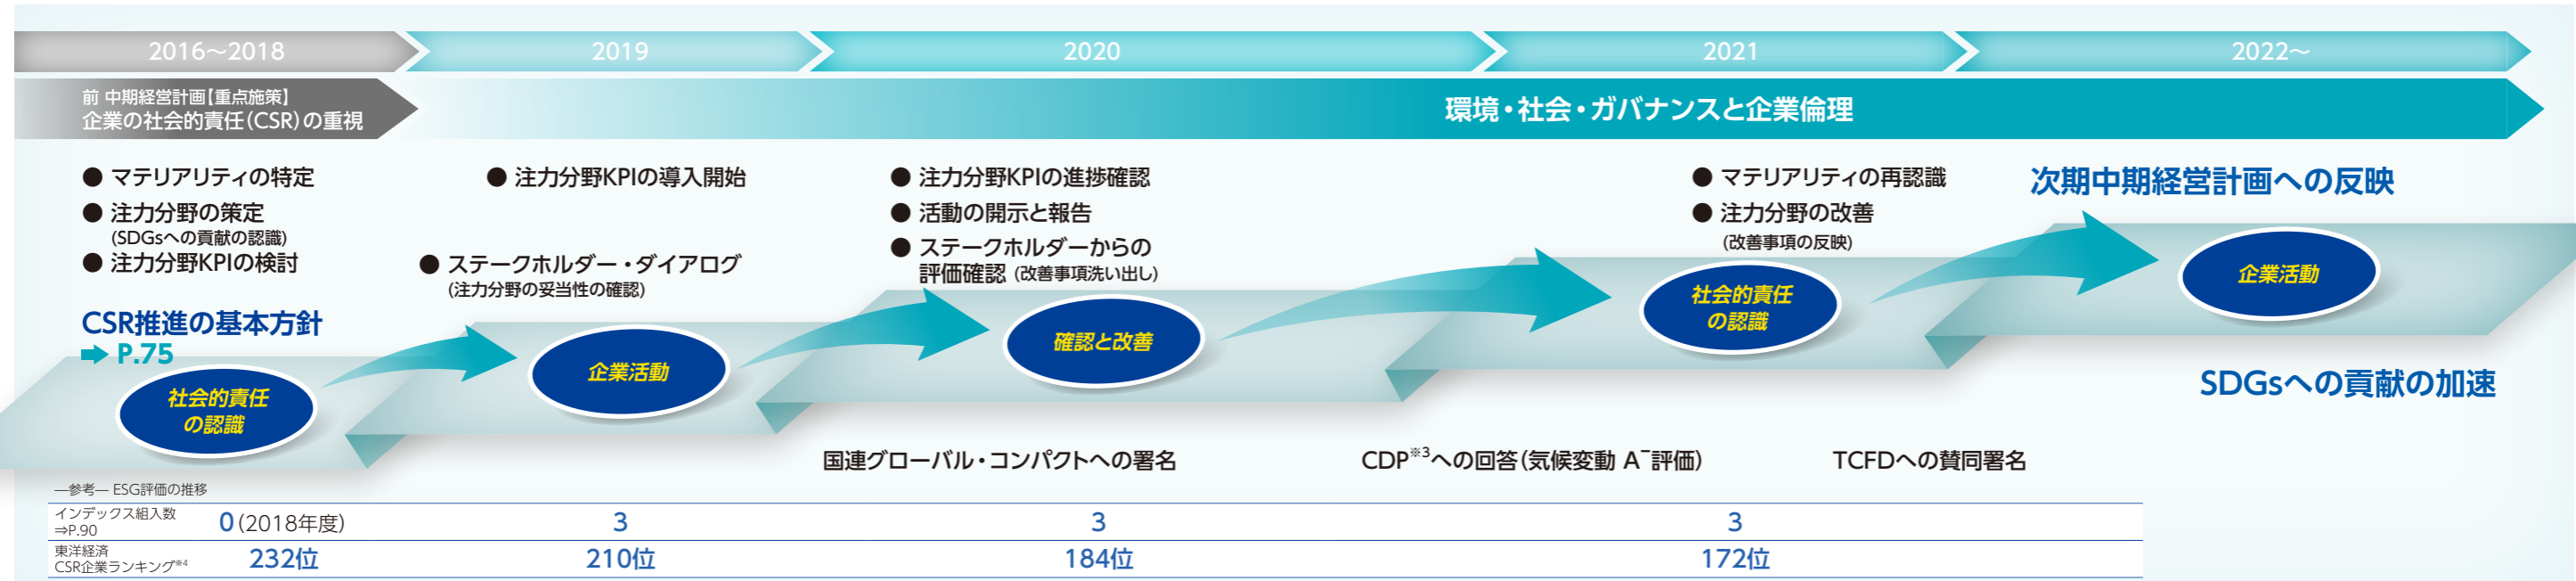 2016～2018
2019
2020
2021
2022～
前 中期経営計画【重点施策】
企業の社会的責任（CSR）の重視
環境・社会・ガバナンスと企業倫理
● マテリアリティの特定
● 注力分野の策定
(SDGsへの貢献の認識)
● 注力分野KPIの検討
CSR推進の基本方針
➡ P.75
社会的責任
の認識
● 注力分野KPIの導入開始
● ステークホルダー・ダイアログ
(注力分野の妥当性の確認)
企業活動
● 注力分野KPIの進捗確認
● 活動の開示と報告
● ステークホルダーからの
評価確認（改善事項洗い出し）
確認と改善
● マテリアリティの再認識
● 注力分野の改善
(改善事項の反映)
社会的責任
の認識
次期中期経営計画への反映
企業活動
SDGsへの貢献の加速
国連グローバル・コンパクトへの署名
CDP※3への回答（気候変動 A⁻評価）
TCFDへの賛同署名
―参考― ESG評価の推移
インデックス組入数
⇒P.90
0(2018年度)
3
3
3
東洋経済
CSR企業ランキング※4
232位
210位
184位
172位